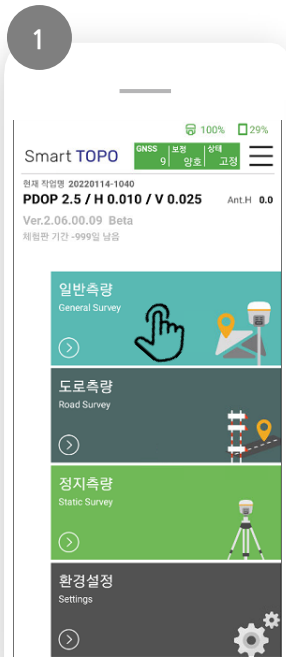 1
100% 29%
Smart TOPO
GNSS 보정 상태
9 양호 고정
현재 작업명 20220114-1040
PDOP 2.5 / H 0.010 / V 0.025 Ant.H 0.0
Ver.2.06.00.09 Beta
체험판 기간 -999일 남음
일반측량
General Survey
도로측량
Road Survey
정지측량
Static Survey
환경설정
Settings